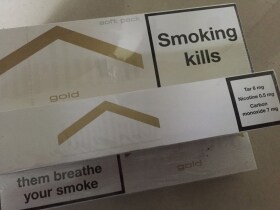 soft pack
Smoking
kills
gold
Tar 6 mg
Nicotine 0.5 mg
Carbon
monoxide 7 mg
them breathe
your smoke
gold